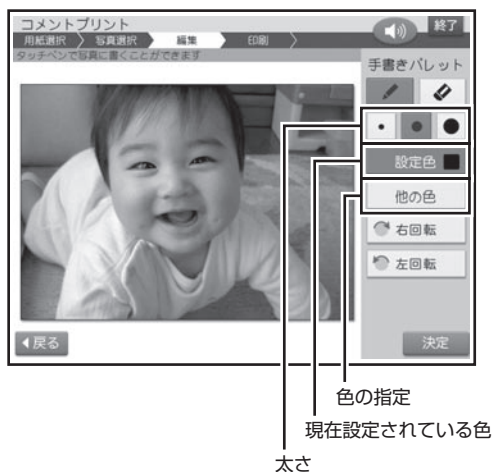 コメントプリント
終了
用紙選択 写真選択 編集 印刷
タッチペンで写真に書くことができます
手書きパレット
設定色
他の色
右回転
左回転
戻る
決定
色の指定
現在設定されている色
太さ